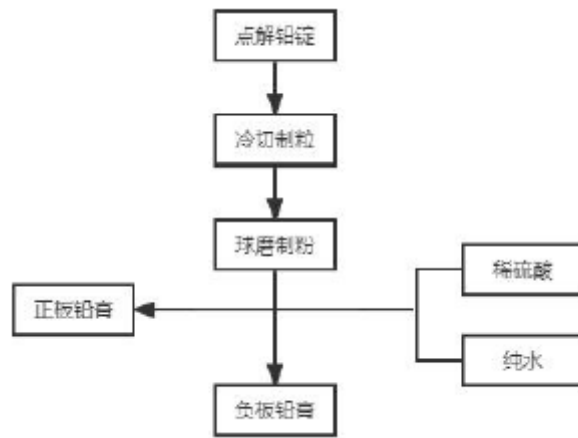 点解铅锭
冷切制粒
球磨制粉
稀硫酸
正板铅膏
纯水
负板铅膏